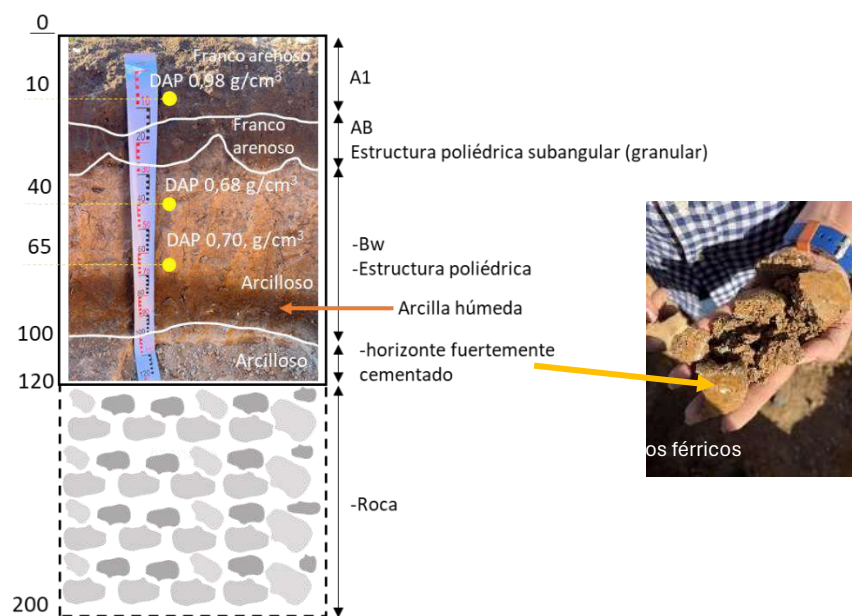 0
10
40
65
100
120
200
Franco arenoso
DAP 0,98 g/cm³
Franco
arenoso
DAP 0,68 g/cm³
DAP 0,70, g/cm³
Arcilloso
Arcilloso
A1
AB
Estructura poliédrica subangular (granular)
-Bw
-Estructura poliédrica
Arcilla húmeda
-horizonte fuertemente
cementado
-Roca
os férricos